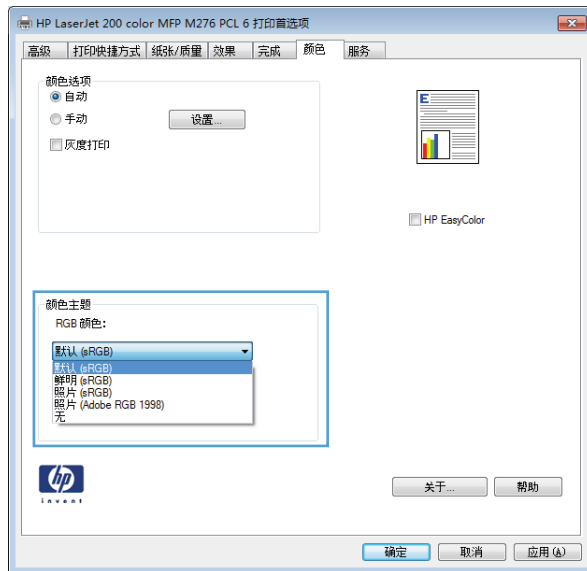 HP LaserJet 200 color MFP M276 PCL 6 打印首选项
高级 打印快捷方式 纸张/质量 效果 完成 颜色 服务
颜色选项
自动
手动
设置...
灰度打印
E
HP EasyColor
颜色主题
RGB 颜色：
默认 (sRGB)
默认 (sRGB)
鲜明 (sRGB)
照片 (sRGB)
照片 (Adobe RGB 1998)
无
hp
invent
关于... 帮助
确定 取消 应用 (A)